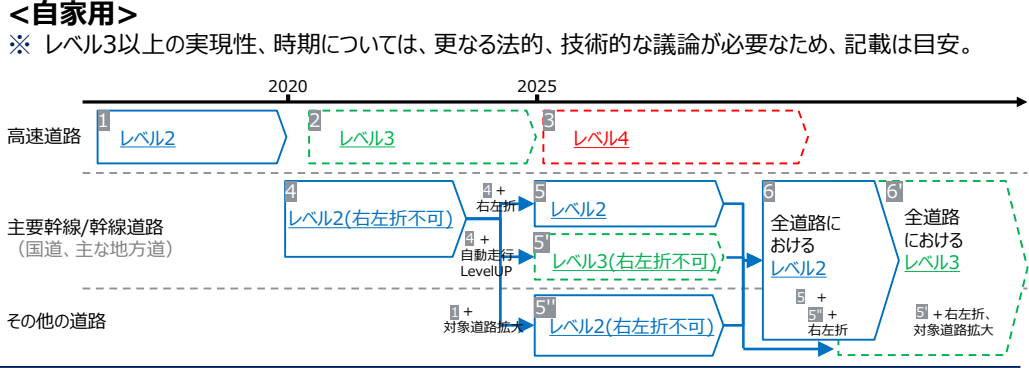 <自家用>
※ レベル3以上の実現性、時期については、更なる法的、技術的な議論が必要なため、記載は目安。
2020
2025
高速道路
1
レベル2
2
レベル3
3
レベル4
主要幹線/幹線道路
（国道、主な地方道）
4
レベル2(右左折不可)
4 +
右左折
4 +
自動走行
LevelUP
5
レベル2
5'
レベル3(右左折不可)
6
全道路に
おける
レベル2
5 +
5" +
右左折
6'
全道路
における
レベル3
5' +右左折、
対象道路拡大
その他の道路
1 +
対象道路拡大
5"
レベル2(右左折不可)